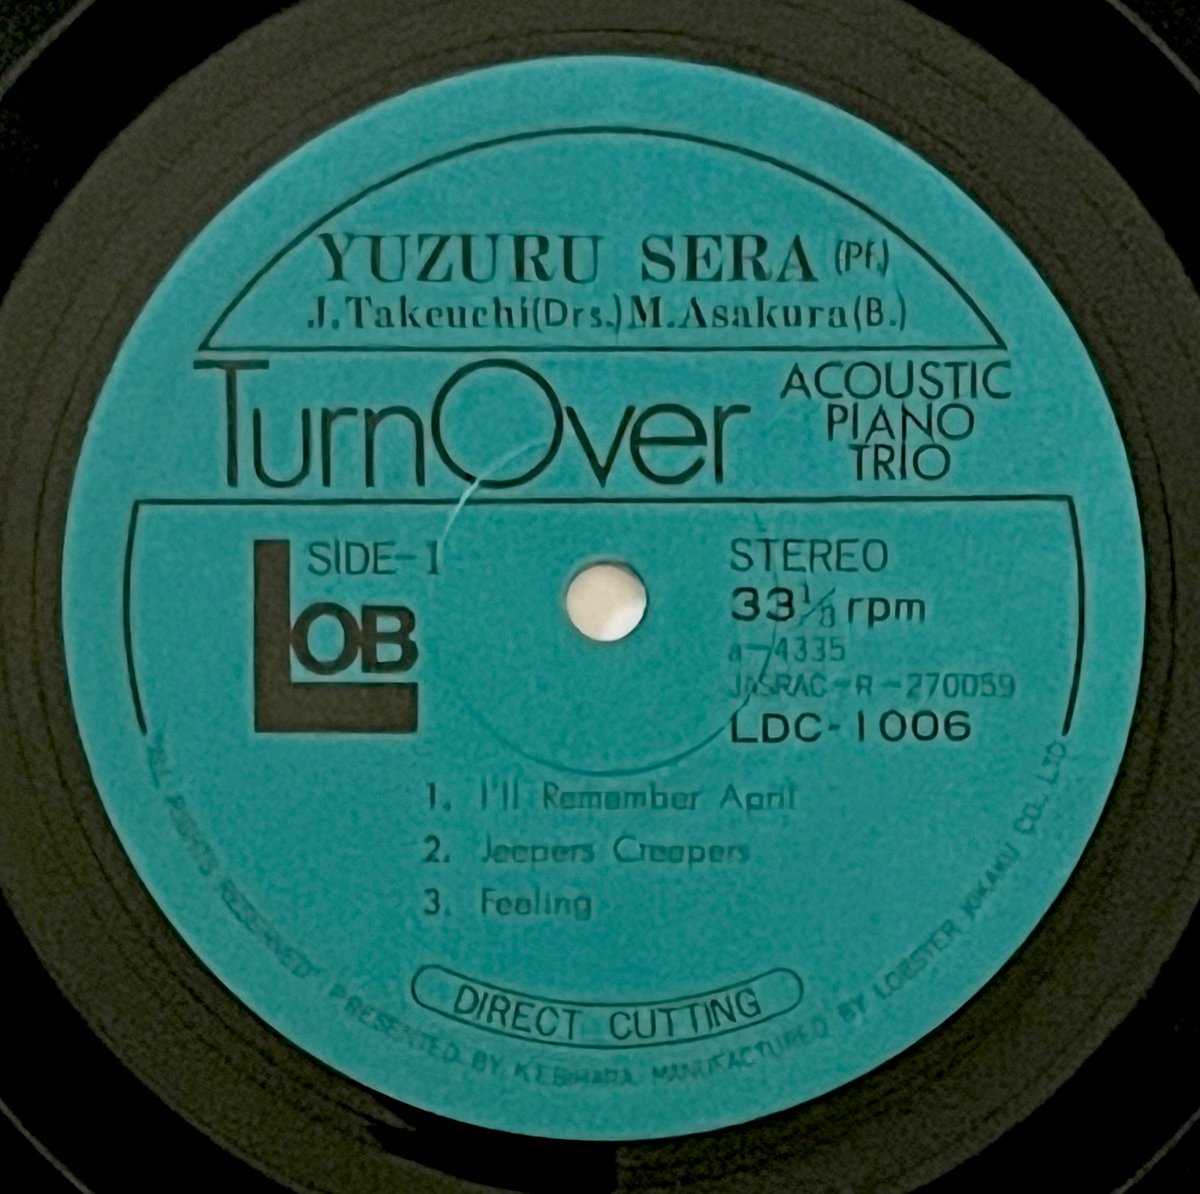 YUZURU SERA (Pf.)
J.Takeuchi(Drs.)M.Asakura(B.)
TurnOver
ACOUSTIC
PIANO
TRIO
SIDE-1
LOB
STEREO
33⅓ rpm
a-4335
JASRAC-R-270059
LDC-1006
1. I'll Remember April
2. Jeepers Creepers
3. Feeling
DIRECT CUTTING
"ALL RIGHTS RESERVED" PRESENTED BY K.EBIHARA MANUFACTURED BY LOBSTER KIKAKU CO., LTD